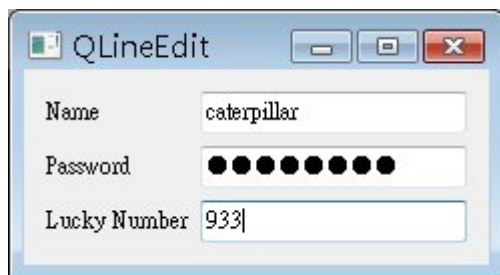 QLineEdit
Name caterpillar
Password ●●●●●●●●
Lucky Number 933